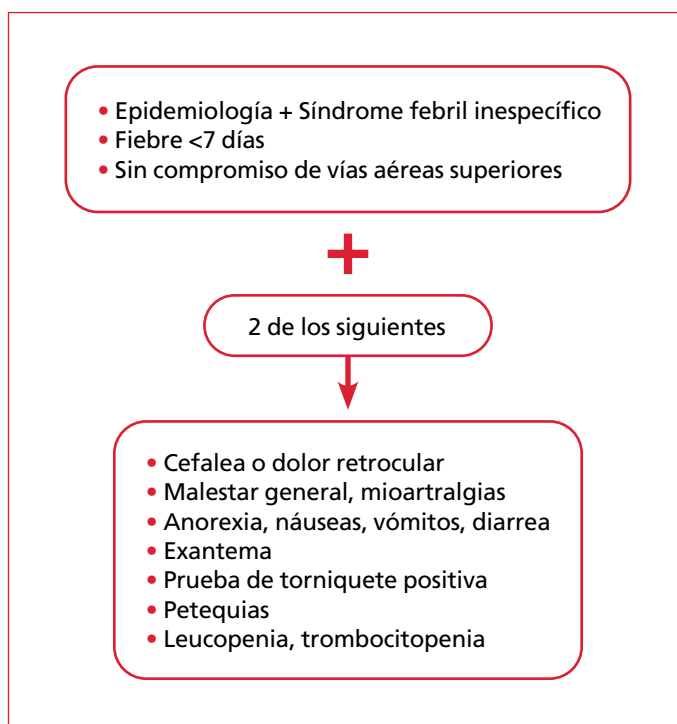 • Epidemiología + Síndrome febril inespecífico
• Fiebre <7 días
• Sin compromiso de vías aéreas superiores
+
2 de los siguientes
• Cefalea o dolor retrocular
• Malestar general, mioartralgias
• Anorexia, náuseas, vómitos, diarrea
• Exantema
• Prueba de torniquete positiva
• Petequias
• Leucopenia, trombocitopenia